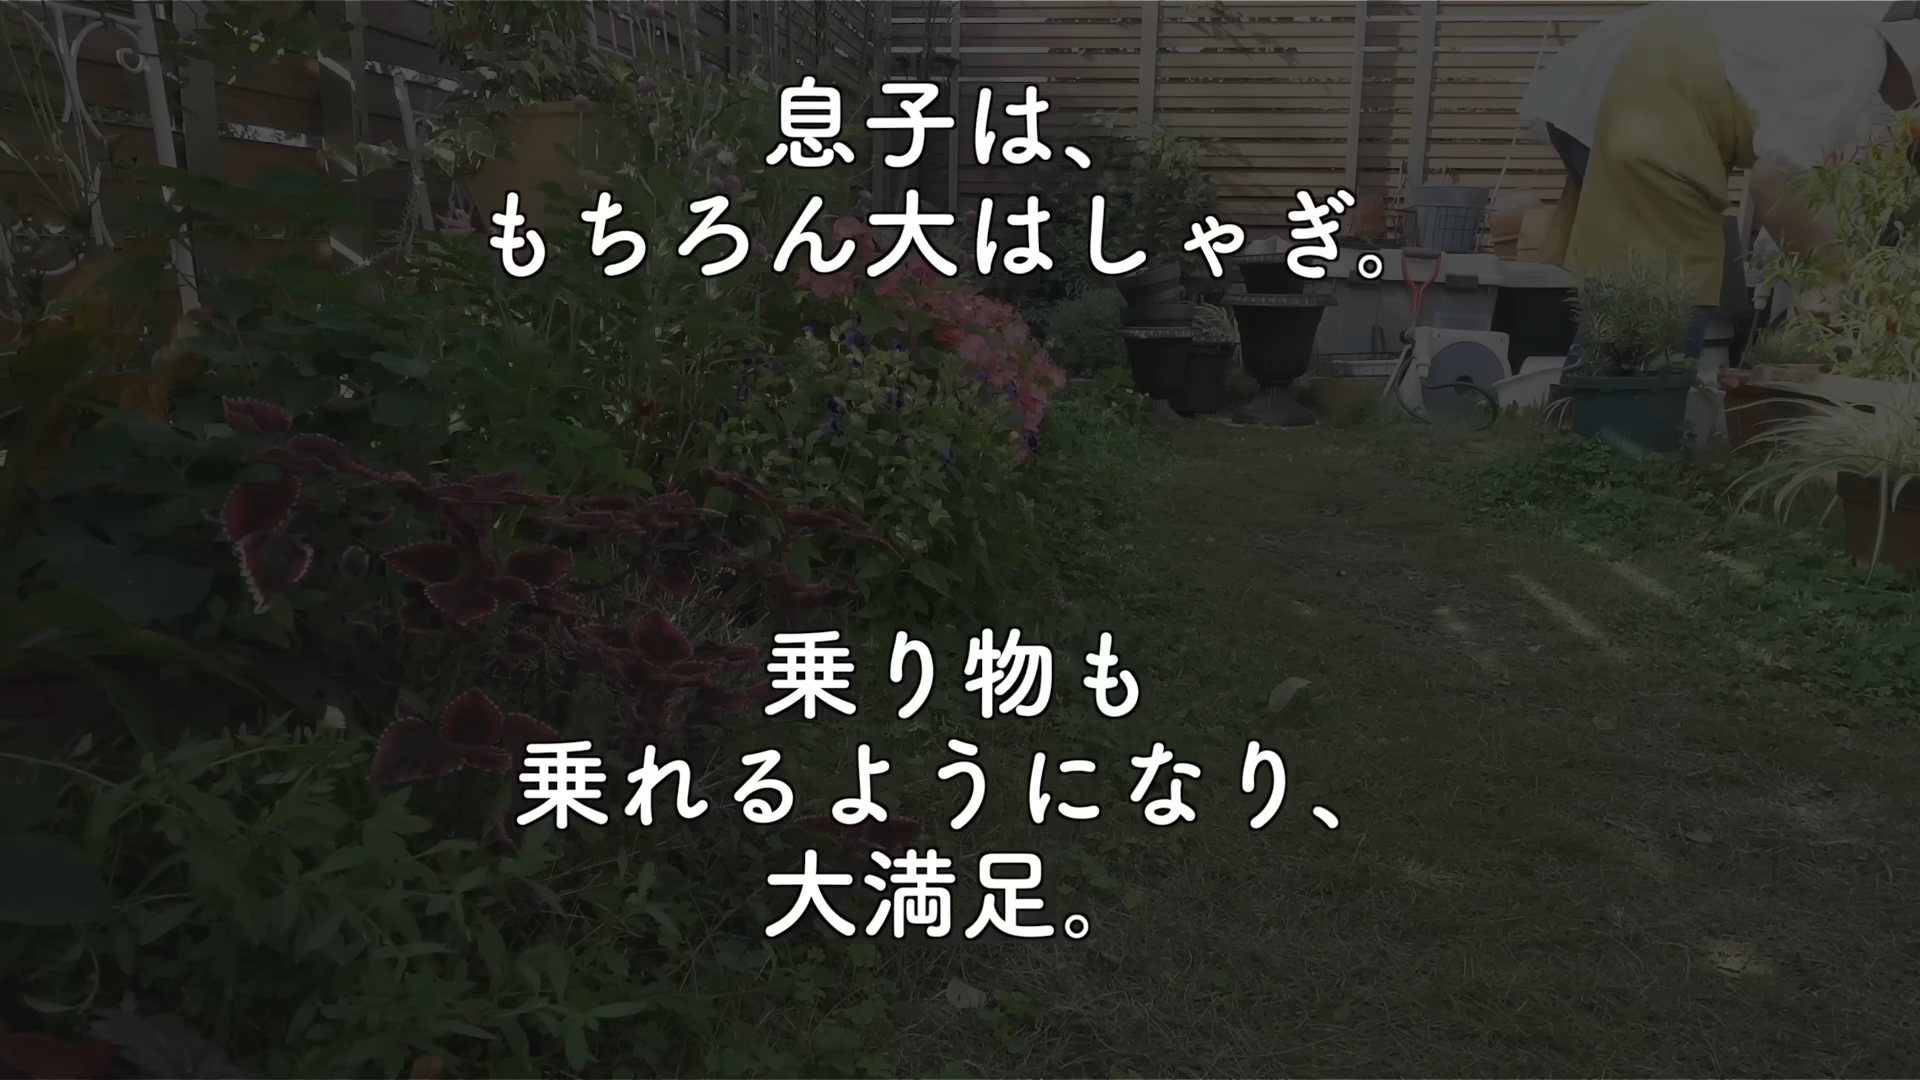 息子は、
もちろん大はしゃぎ。
乗り物も
乗れるようになり、
大満足。